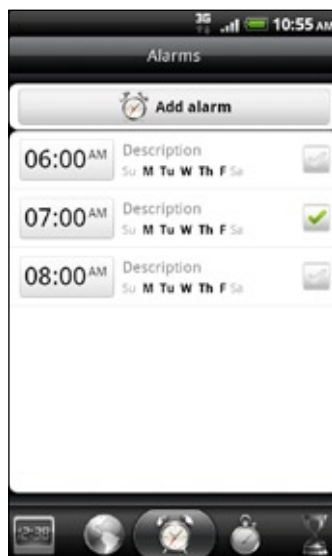 3G 10:55 AM
Alarms
Add alarm
06:00 AM Description
Su M Tu W Th F Sa
07:00 AM Description
Su M Tu W Th F Sa
08:00 AM Description
Su M Tu W Th F Sa
12:38